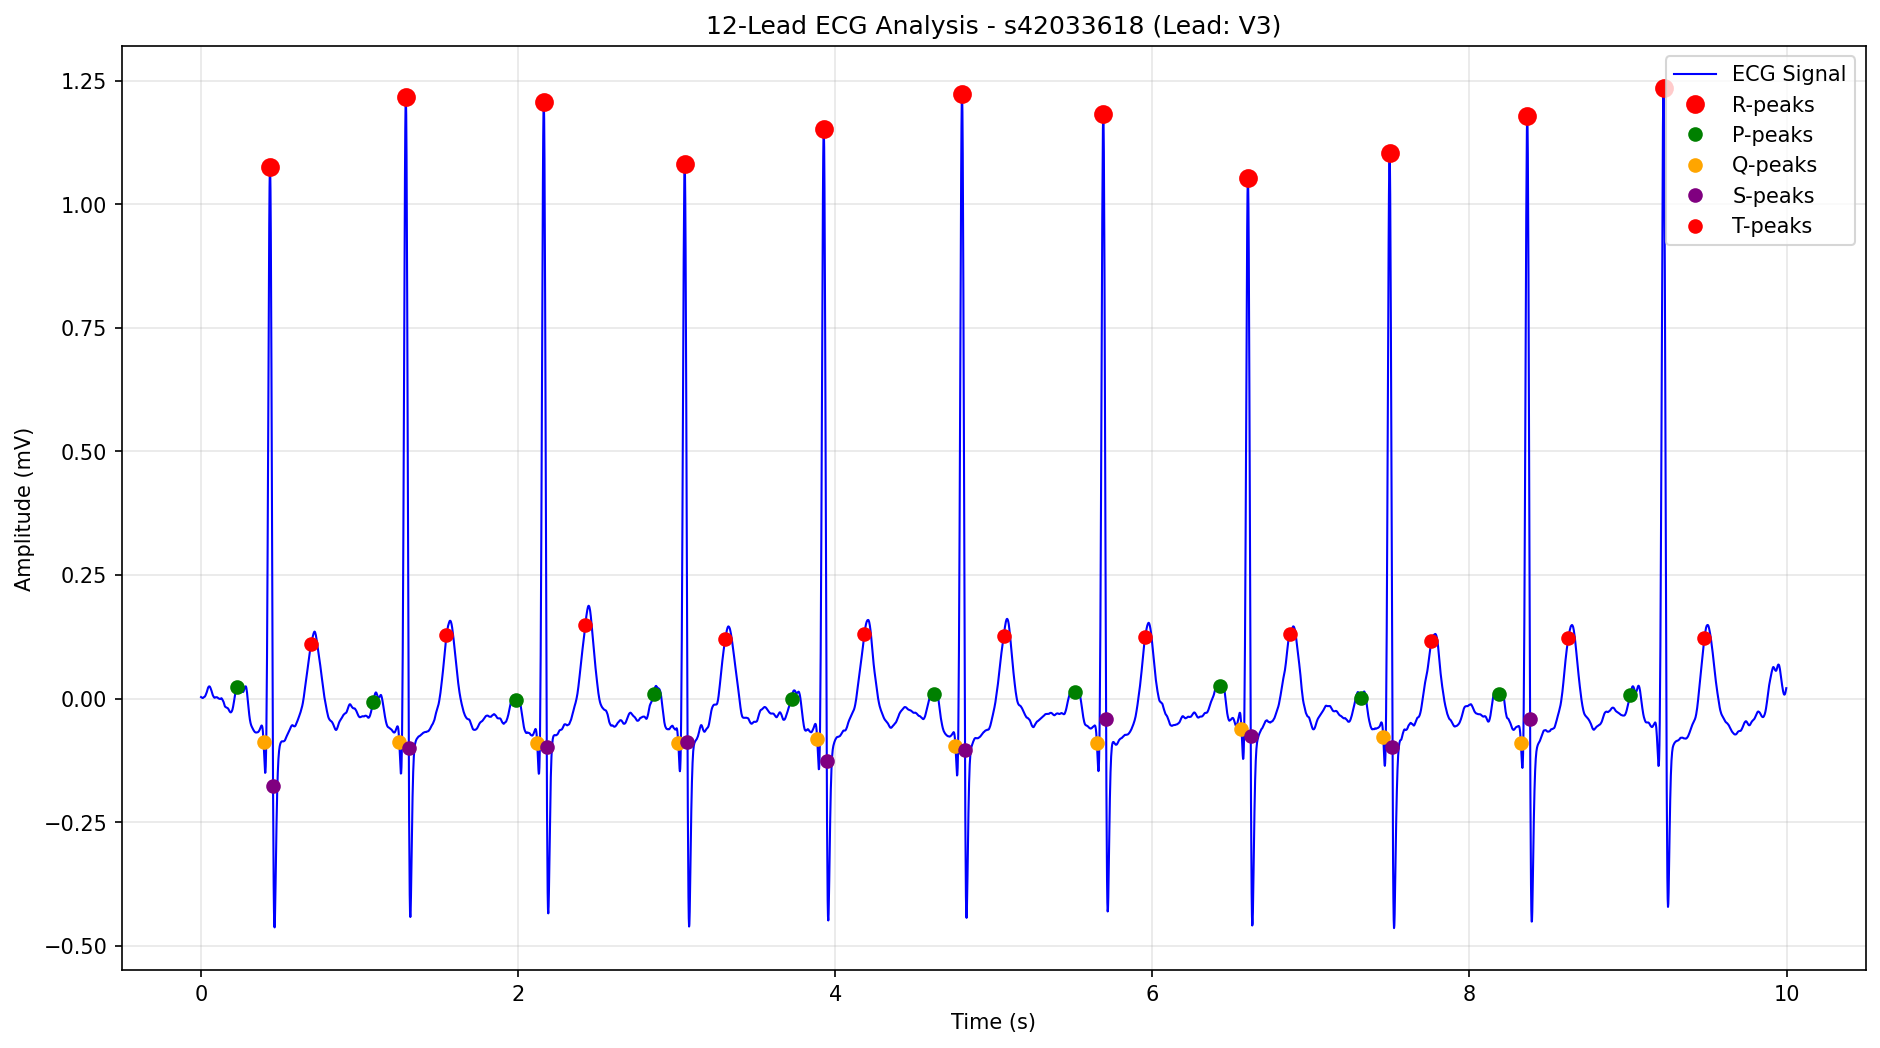 12-Lead ECG Analysis - s42033618 (Lead: V3)
ECG Signal
R-peaks
P-peaks
Q-peaks
S-peaks
T-peaks
Amplitude (mV)
1.25
1.00
0.75
0.50
0.25
0.00
−0.25
−0.50
0 2 4 6 8 10
Time (s)